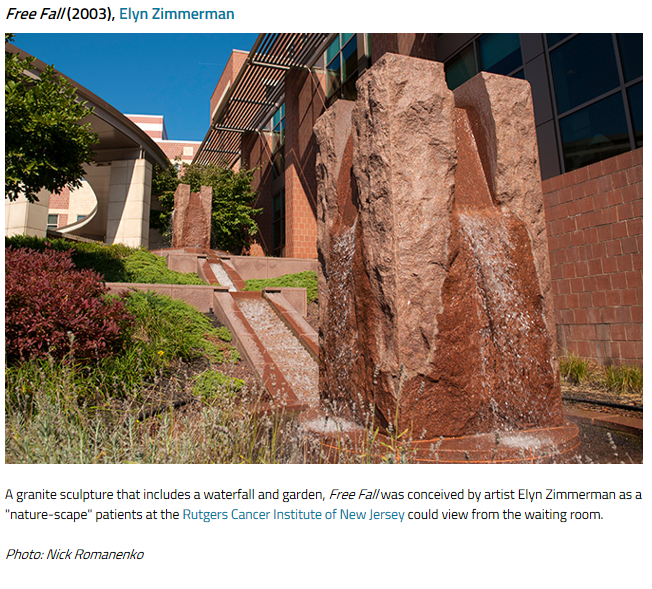 Free Fall (2003), Elyn Zimmerman
A granite sculpture that includes a waterfall and garden, Free Fall was conceived by artist Elyn Zimmerman as a
"nature-scape" patients at the Rutgers Cancer Institute of New Jersey could view from the waiting room.
Photo: Nick Romanenko